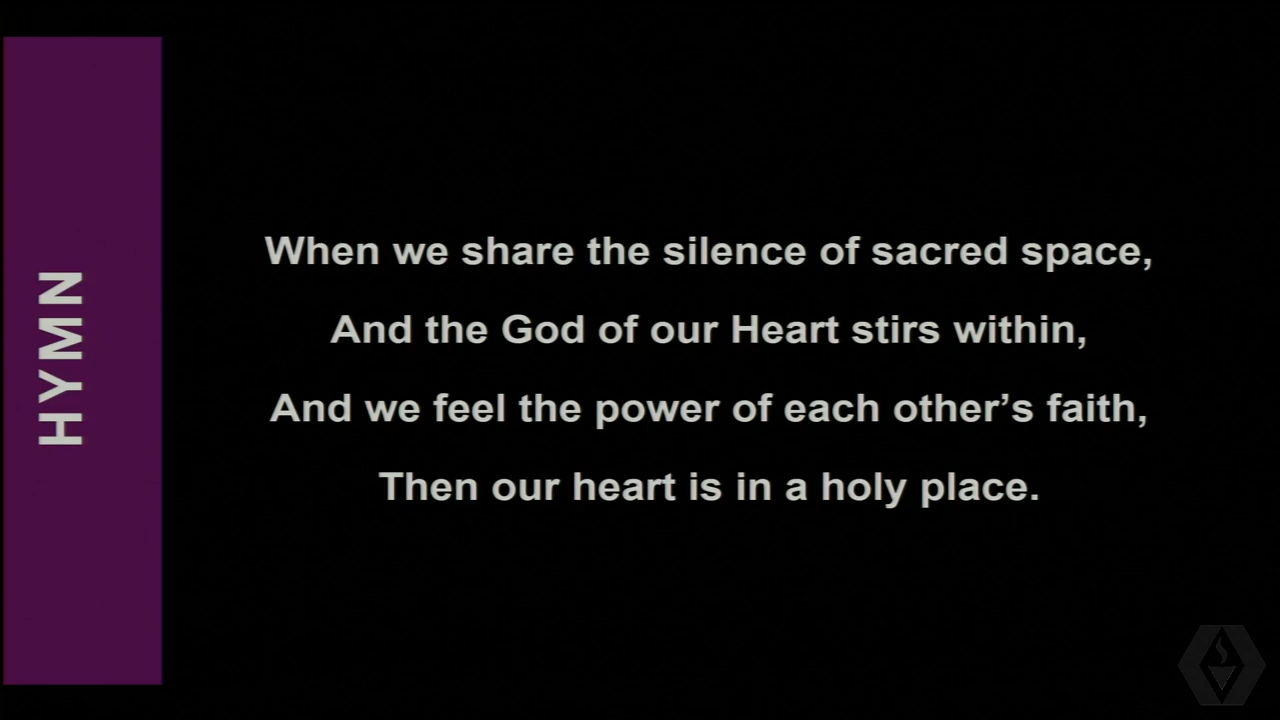 HYMN
When we share the silence of sacred space,
And the God of our Heart stirs within,
And we feel the power of each other’s faith,
Then our heart is in a holy place.